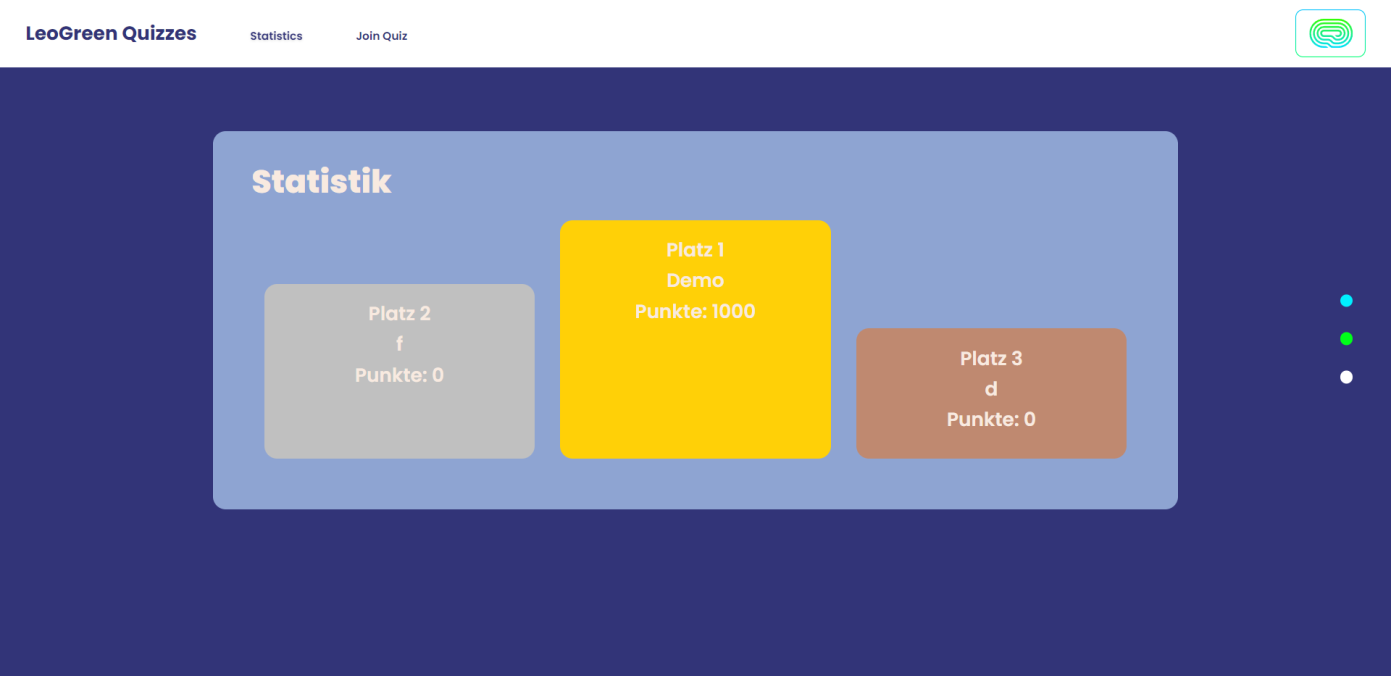 LeoGreen Quizzes
Statistics
Join Quiz
Statistik
Platz 2
f
Punkte: 0
Platz 1
Demo
Punkte: 1000
Platz 3
d
Punkte: 0